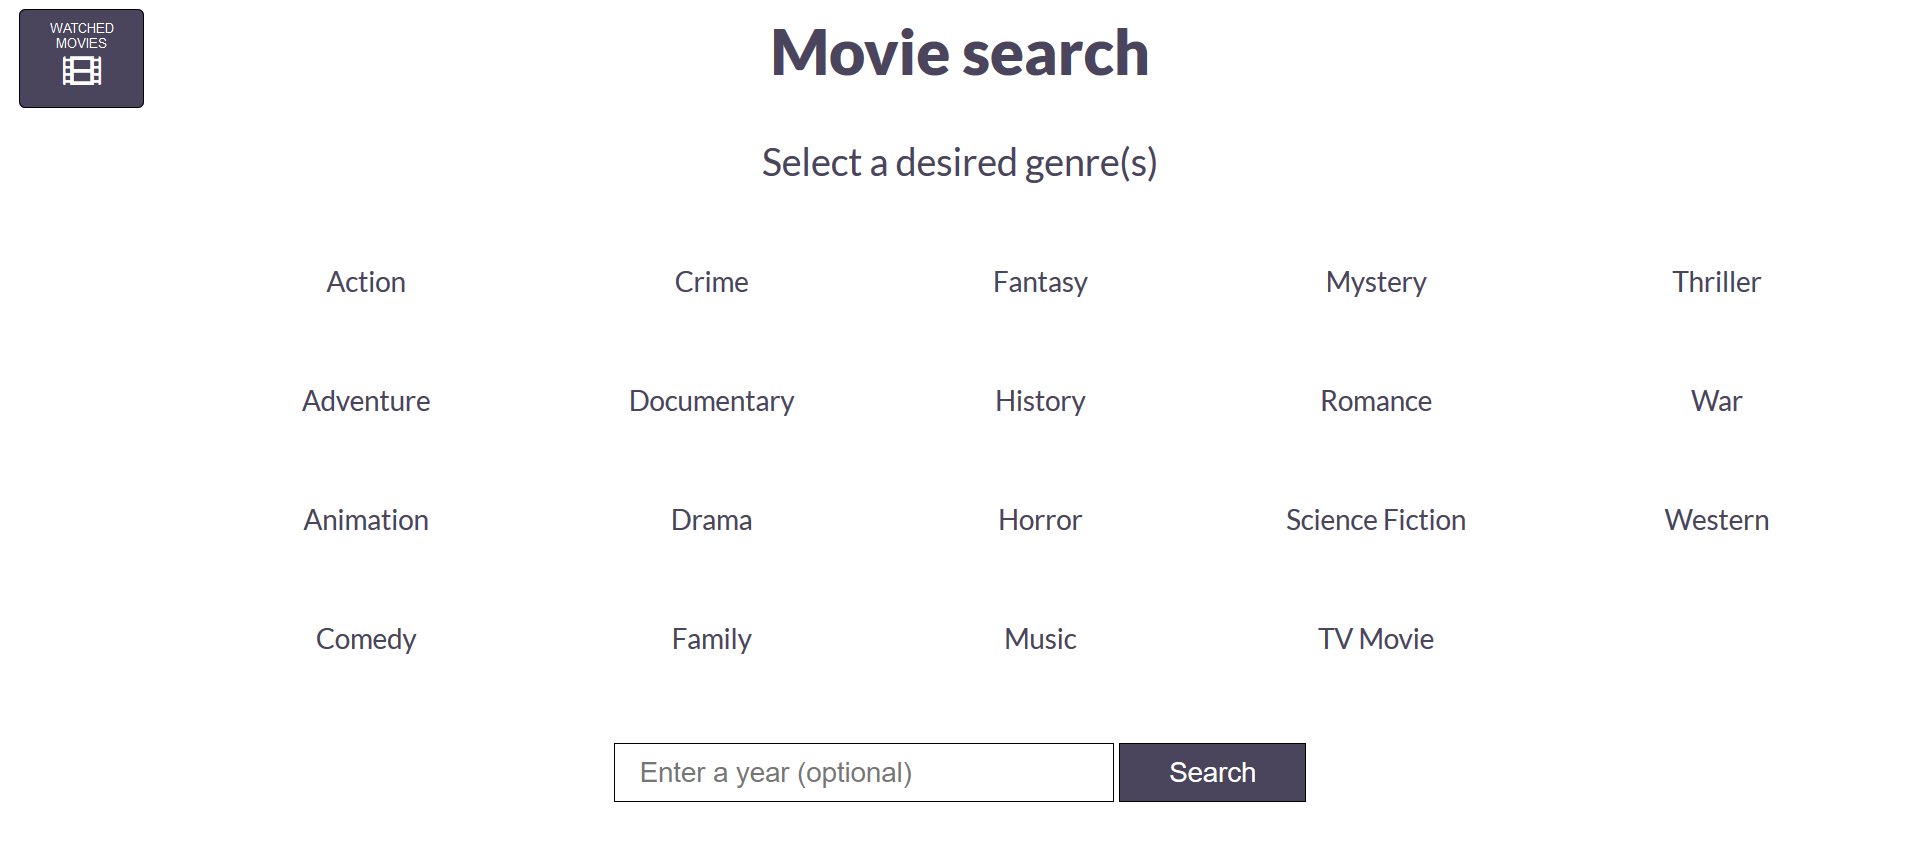 WATCHED
MOVIES
Movie search
Select a desired genre(s)
Action Crime Fantasy Mystery Thriller
Adventure Documentary History Romance War
Animation Drama Horror Science Fiction Western
Comedy Family Music TV Movie
Enter a year (optional) Search